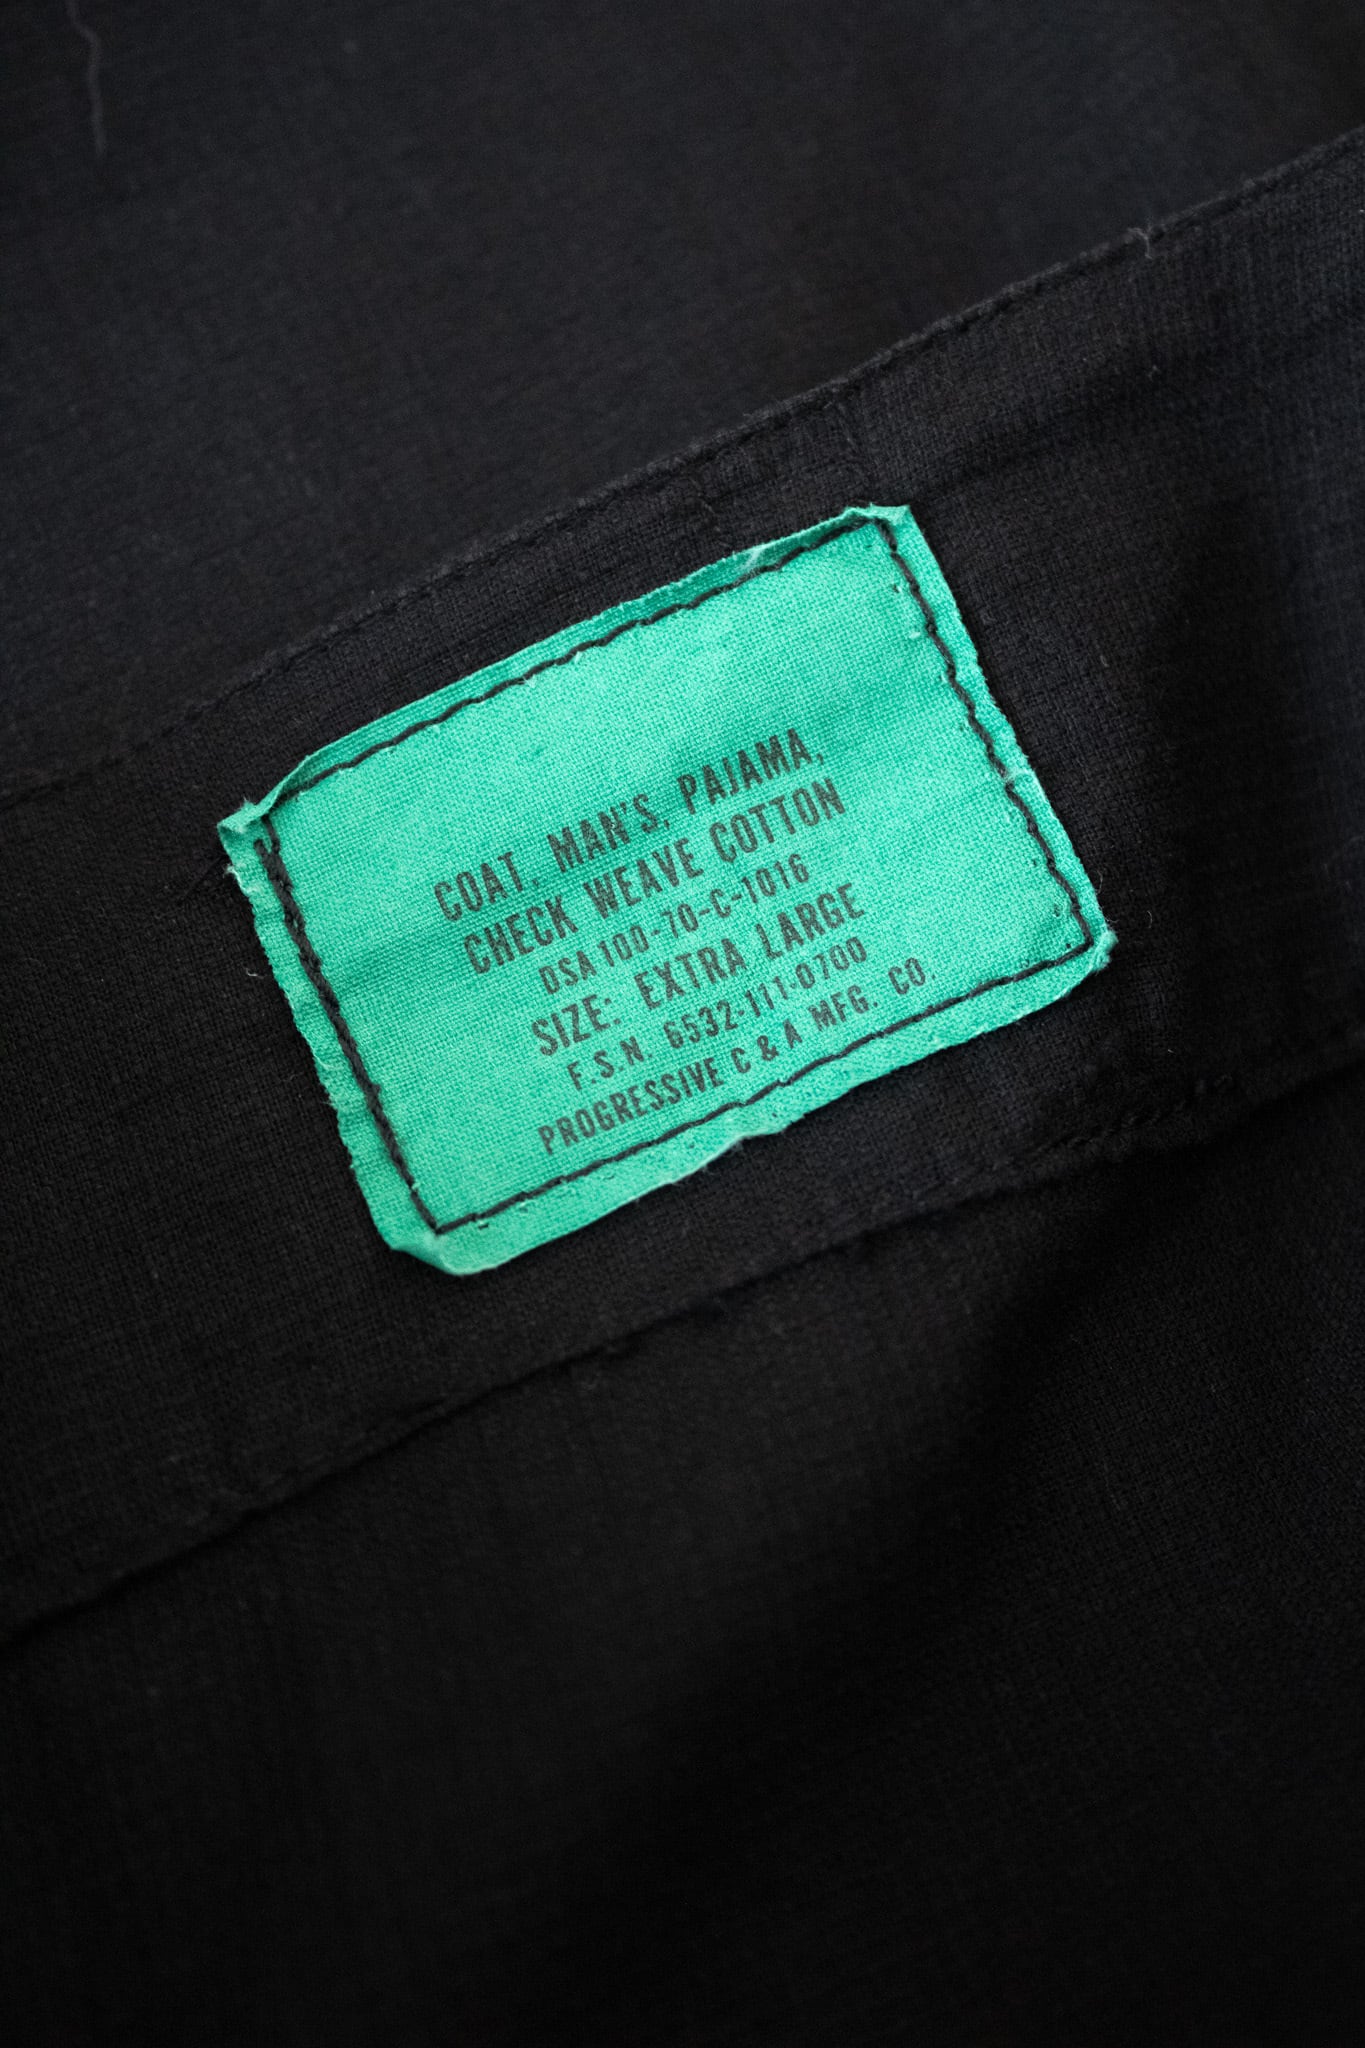 COAT, MAN'S, PAJAMA,
CHECK WEAVE COTTON
DSA 100-70-C-1016
SIZE: EXTRA LARGE
F.S.N. 6532-111-0700
PROGRESSIVE C & A MFG. CO.